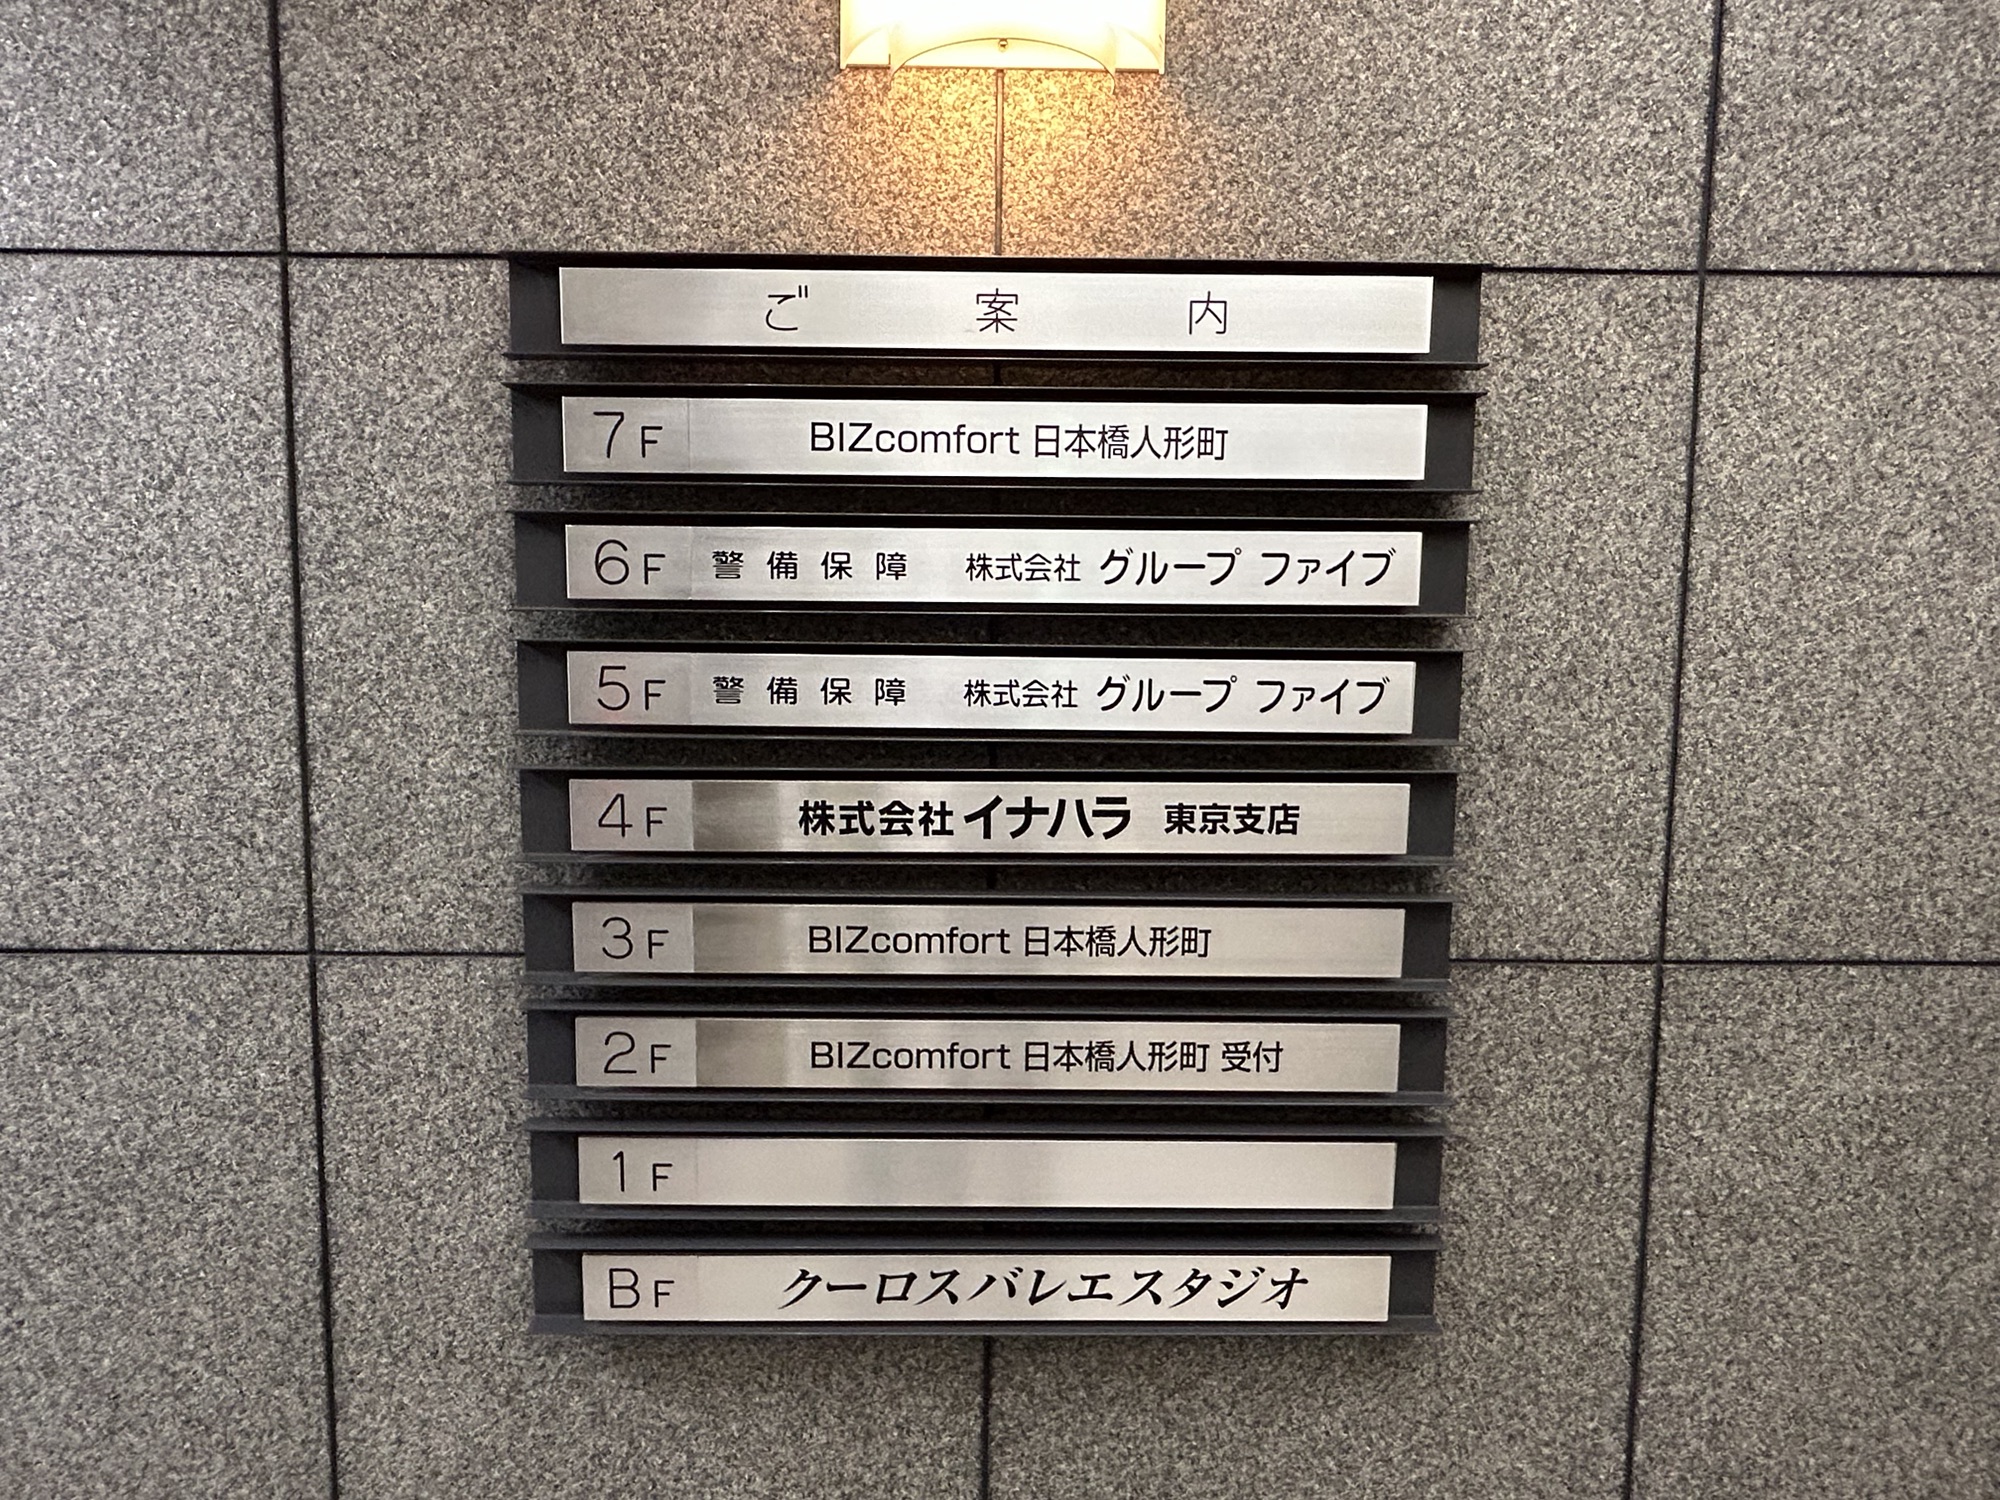 ご案内
7F BIZcomfort 日本橋人形町
6F 警備保障 株式会社 グループ ファイブ
5F 警備保障 株式会社 グループ ファイブ
4F 株式会社 イナハラ 東京支店
3F BIZcomfort 日本橋人形町
2F BIZcomfort 日本橋人形町 受付
1F
BF クーロスバレエスタジオ